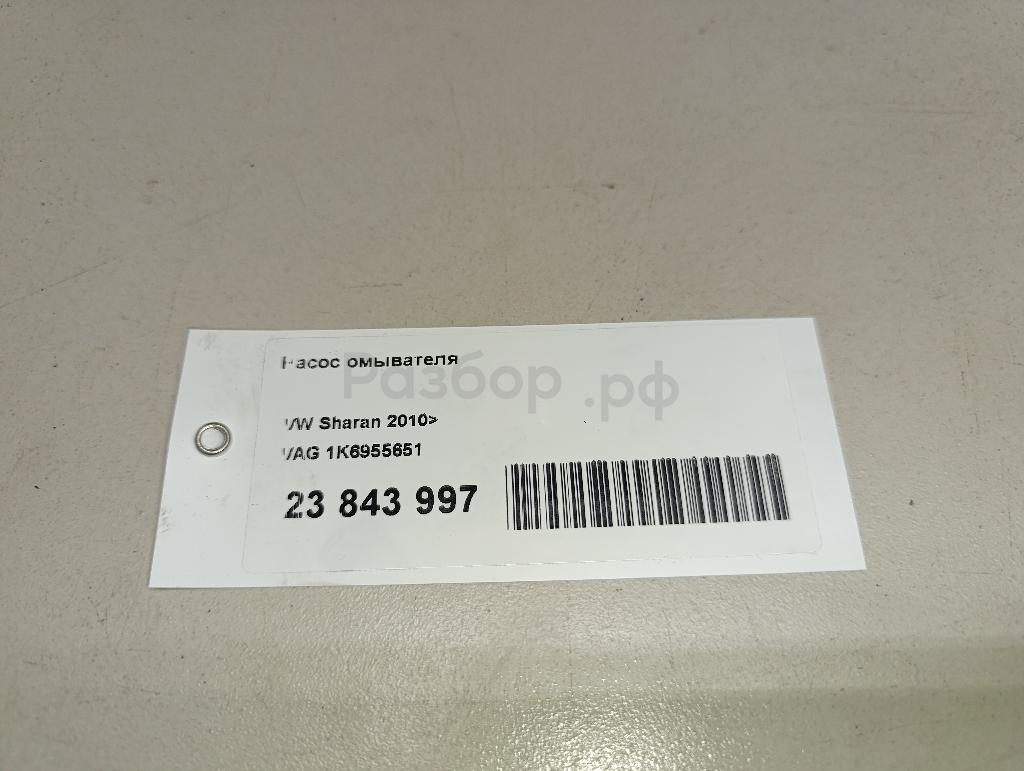 Насос омывателя
Разбор.рф
VW Sharan 2010>
VAG 1K6955651
23 843 997